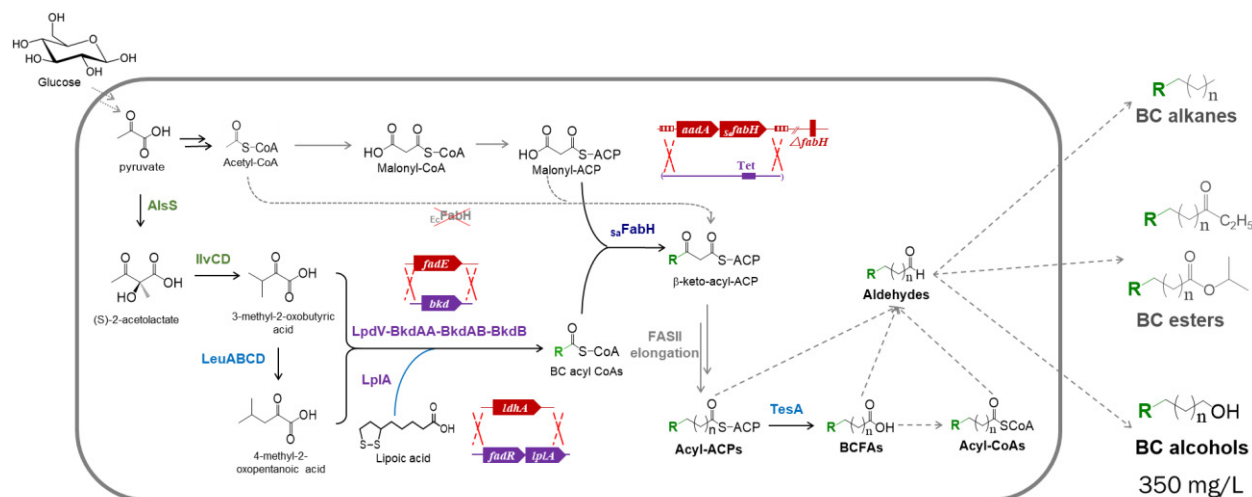 HO
HO
HO
O
OH
OH
Glucose
O
OH
O
pyruvate
O
S-CoA
Acetyl-CoA
O
O
HO
S-CoA
Malonyl-CoA
O
O
HO
S-ACP
Malonyl-ACP
aadA
SafabH
ΔfabH
Tet
AlsS
EcFabH
SaFabH
O
O
OH
HO
(S)-2-acetolactate
IlvCD
O
OH
O
3-methyl-2-oxobutyric
acid
fadE
bkd
LpdV-BkdAA-BkdAB-BkdB
LplA
O
R
S-CoA
BC acyl CoAs
O
O
R
S-ACP
β-keto-acyl-ACP
FASII
elongation
LeuABCD
O
OH
O
4-methyl-2-
oxopentanoic acid
O
OH
S-S
Lipoic acid
ldhA
fadR
lplA
O
R
n
S-ACP
Acyl-ACPs
TesA
O
R
n
OH
BCFAs
O
R
n
SCoA
Acyl-CoAs
O
R
n
H
Aldehydes
R
n
BC alkanes
O
R
n
C2H5
O
R
n
O
BC esters
R
n
OH
BC alcohols
350 mg/L